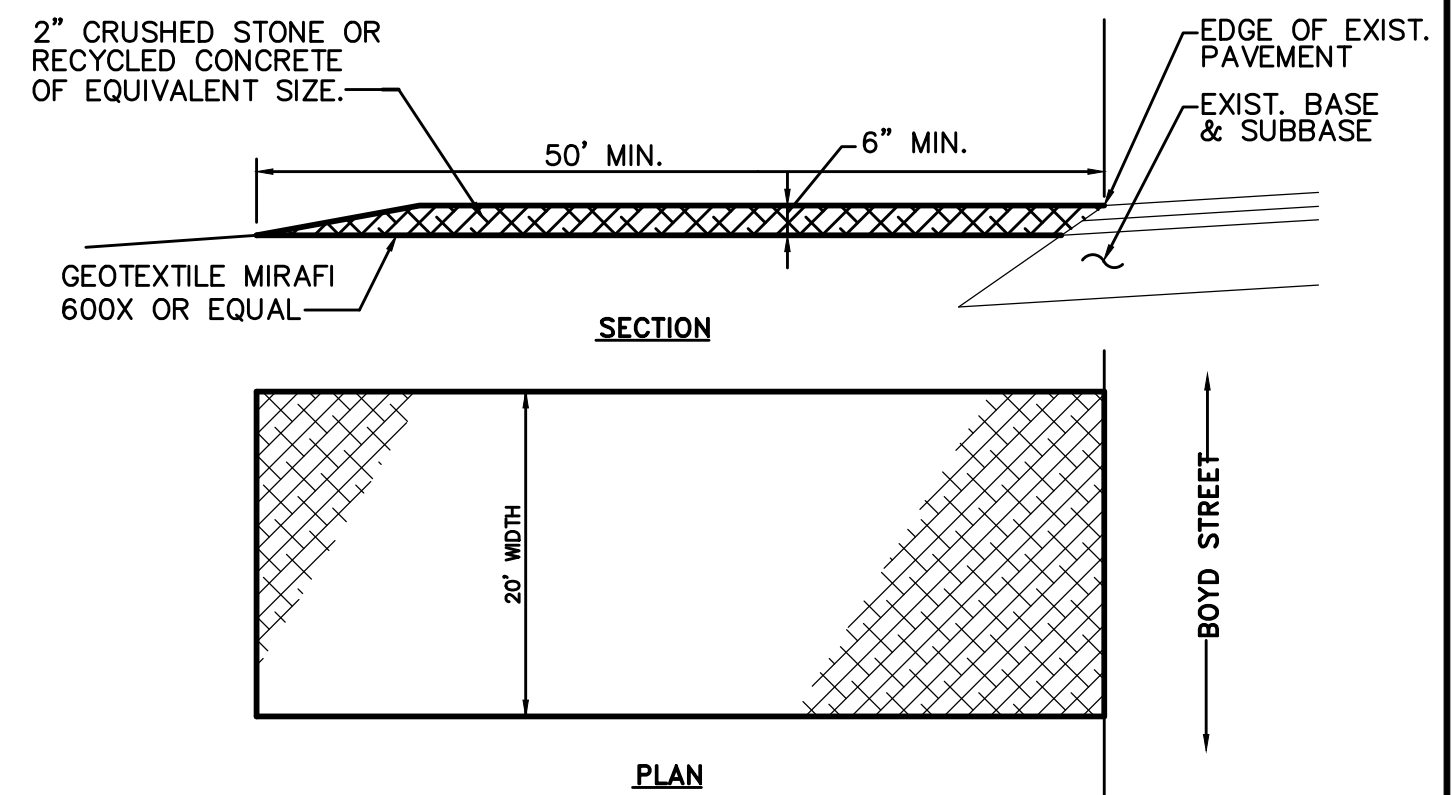 2” CRUSHED STONE OR
RECYCLED CONCRETE
OF EQUIVALENT SIZE.
EDGE OF EXIST.
PAVEMENT
EXIST. BASE
& SUBBASE
50’ MIN.
6” MIN.
GEOTEXTILE MIRAFI
600X OR EQUAL
SECTION
20’ WIDTH
BOYD STREET
PLAN